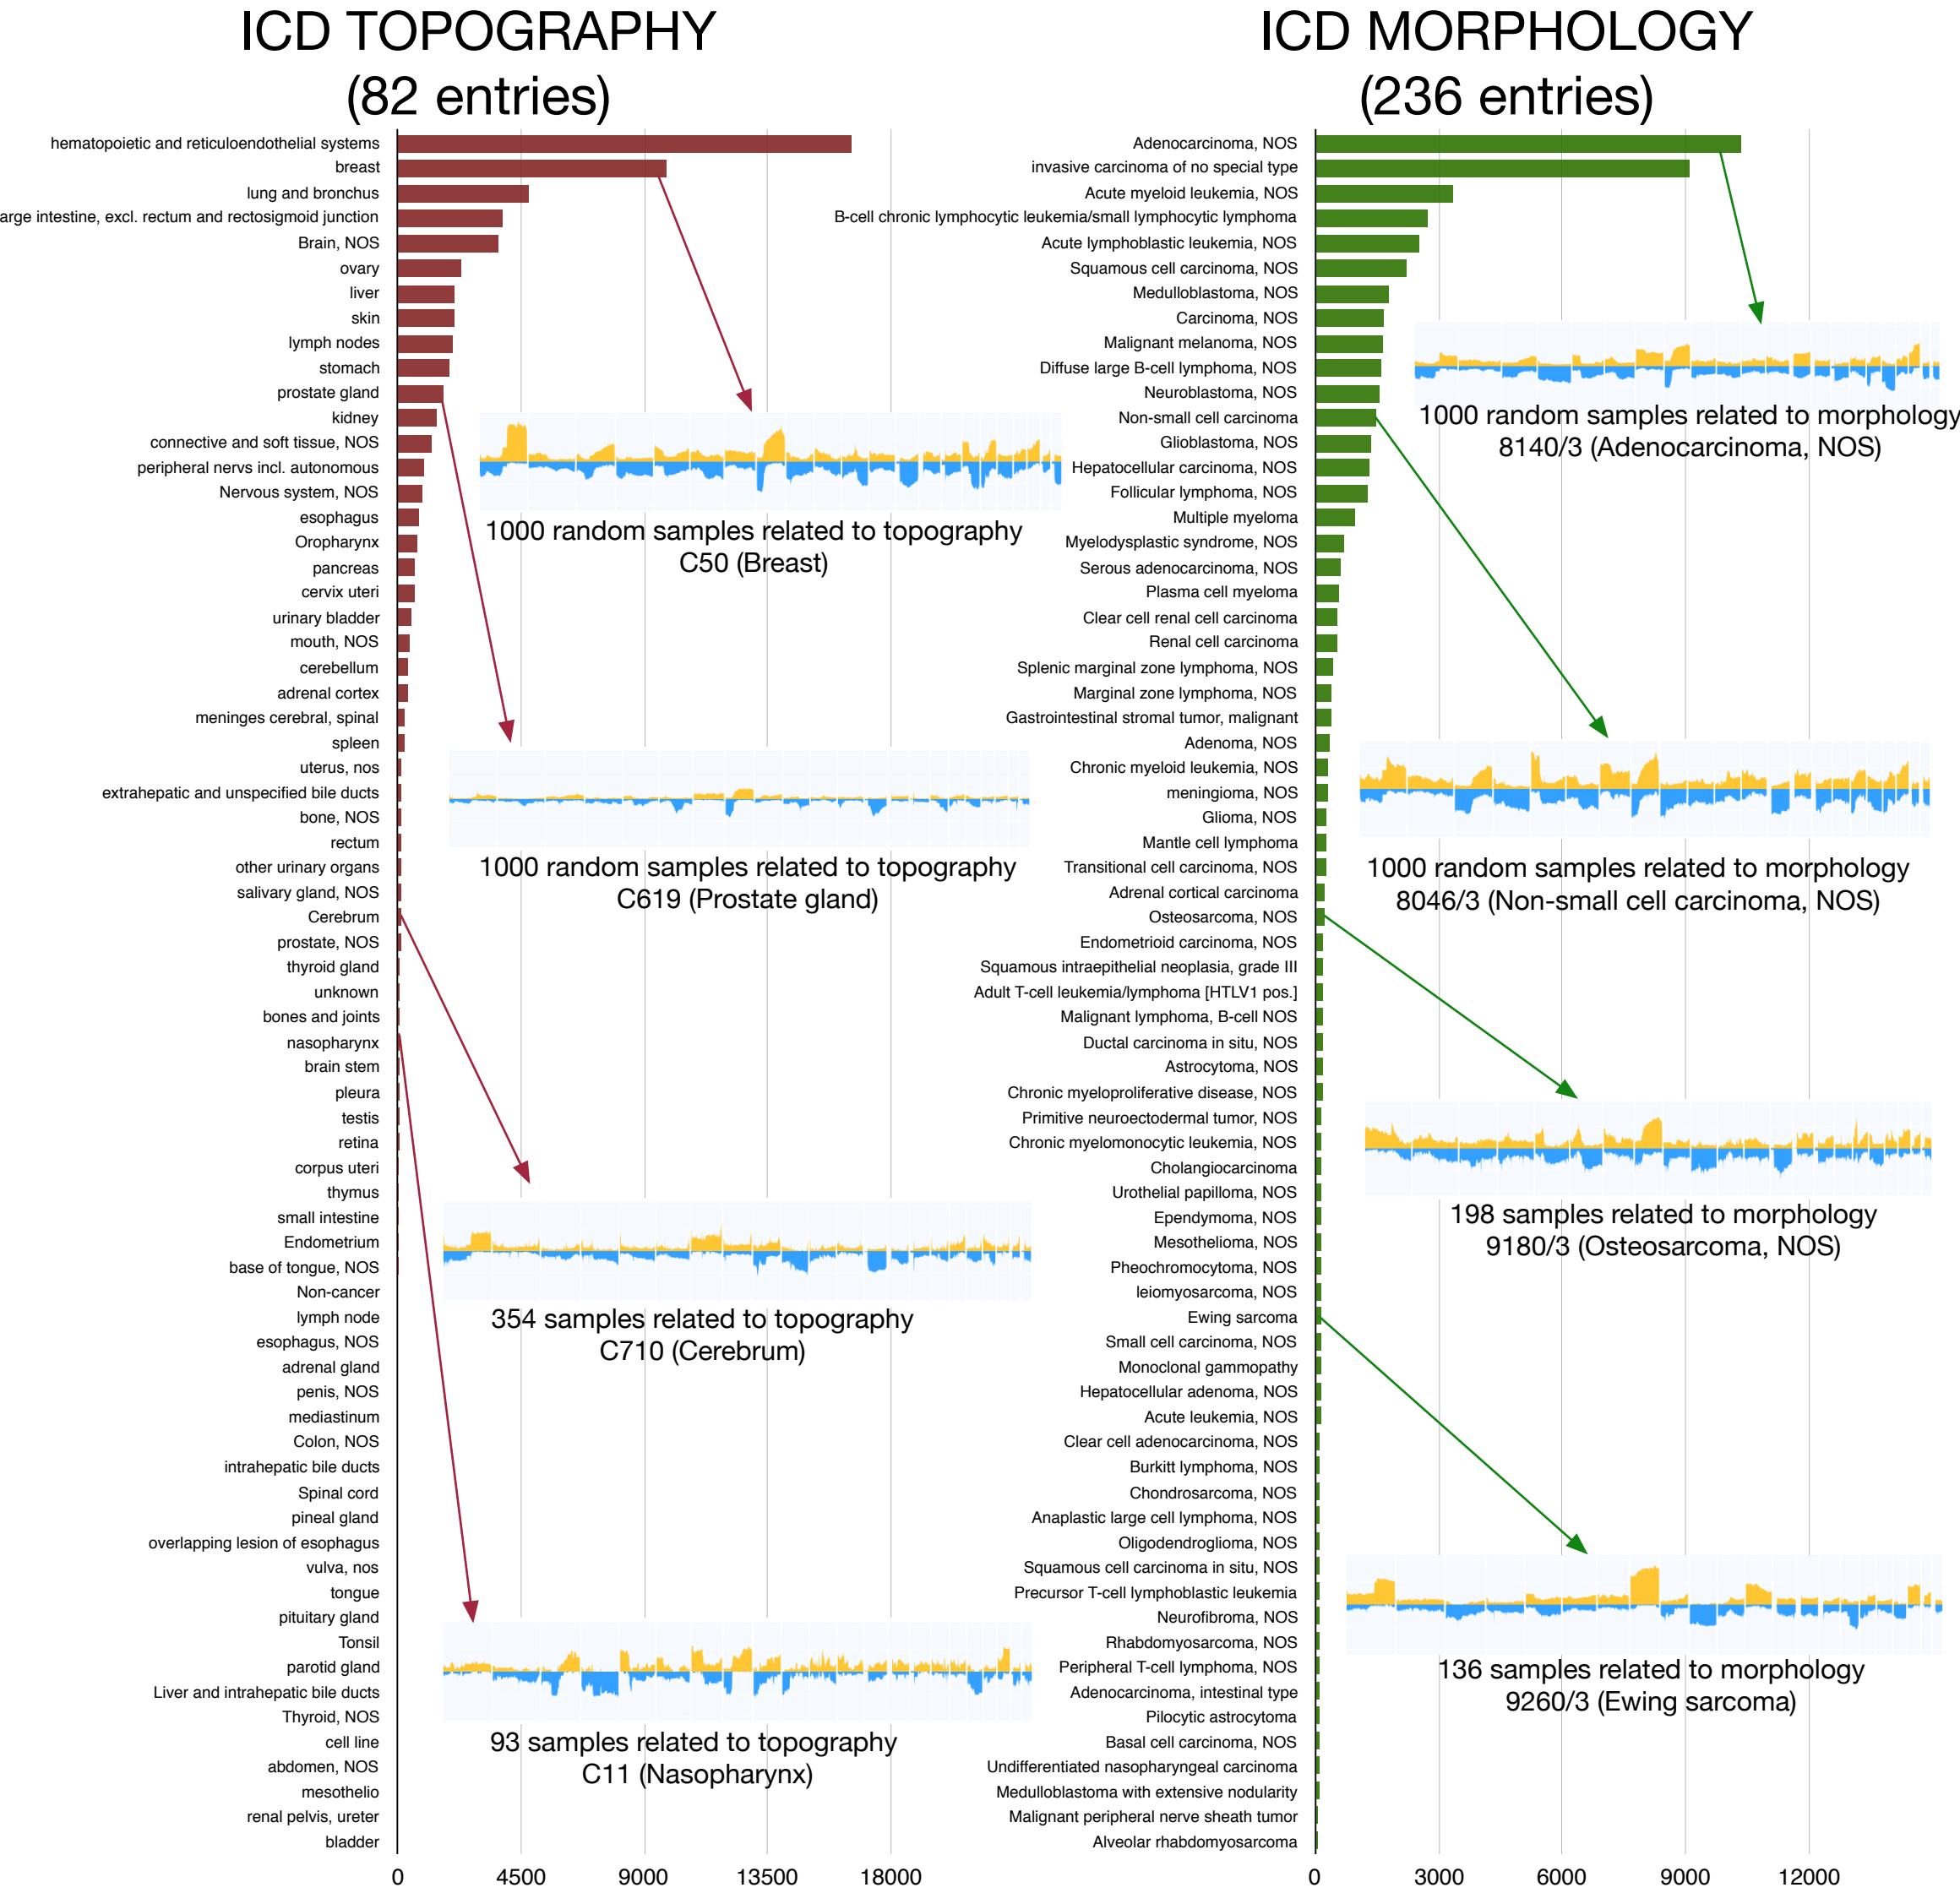 ICD TOPOGRAPHY
(82 entries)
hematopoietic and reticuloendothelial systems
breast
lung and bronchus
arge intestine, excl. rectum and rectosigmoid junction
Brain, NOS
ovary
liver
skin
lymph nodes
stomach
prostate gland
kidney
connective and soft tissue, NOS
peripheral nervs incl. autonomous
Nervous system, NOS
esophagus
Oropharynx
pancreas
cervix uteri
urinary bladder
mouth, NOS
cerebellum
adrenal cortex
meninges cerebral, spinal
spleen
uterus, nos
extrahepatic and unspecified bile ducts
bone, NOS
rectum
other urinary organs
salivary gland, NOS
Cerebrum
prostate, NOS
thyroid gland
unknown
bones and joints
nasopharynx
brain stem
pleura
testis
retina
corpus uteri
thymus
small intestine
Endometrium
base of tongue, NOS
Non-cancer
lymph node
esophagus, NOS
adrenal gland
penis, NOS
mediastinum
Colon, NOS
intrahepatic bile ducts
Spinal cord
pineal gland
overlapping lesion of esophagus
vulva, nos
tongue
pituitary gland
Tonsil
parotid gland
Liver and intrahepatic bile ducts
Thyroid, NOS
cell line
abdomen, NOS
mesothelio
renal pelvis, ureter
bladder
0 4500 9000 13500 18000
1000 random samples related to topography
C50 (Breast)
1000 random samples related to topography
C619 (Prostate gland)
354 samples related to topography
C710 (Cerebrum)
93 samples related to topography
C11 (Nasopharynx)
ICD MORPHOLOGY
(236 entries)
Adenocarcinoma, NOS
invasive carcinoma of no special type
Acute myeloid leukemia, NOS
B-cell chronic lymphocytic leukemia/small lymphocytic lymphoma
Acute lymphoblastic leukemia, NOS
Squamous cell carcinoma, NOS
Medulloblastoma, NOS
Carcinoma, NOS
Malignant melanoma, NOS
Diffuse large B-cell lymphoma, NOS
Neuroblastoma, NOS
Non-small cell carcinoma
Glioblastoma, NOS
Hepatocellular carcinoma, NOS
Follicular lymphoma, NOS
Multiple myeloma
Myelodysplastic syndrome, NOS
Serous adenocarcinoma, NOS
Plasma cell myeloma
Clear cell renal cell carcinoma
Renal cell carcinoma
Splenic marginal zone lymphoma, NOS
Marginal zone lymphoma, NOS
Gastrointestinal stromal tumor, malignant
Adenoma, NOS
Chronic myeloid leukemia, NOS
meningioma, NOS
Glioma, NOS
Mantle cell lymphoma
Transitional cell carcinoma, NOS
Adrenal cortical carcinoma
Osteosarcoma, NOS
Endometrioid carcinoma, NOS
Squamous intraepithelial neoplasia, grade III
Adult T-cell leukemia/lymphoma [HTLV1 pos.]
Malignant lymphoma, B-cell NOS
Ductal carcinoma in situ, NOS
Astrocytoma, NOS
Chronic myeloproliferative disease, NOS
Primitive neuroectodermal tumor, NOS
Chronic myelomonocytic leukemia, NOS
Cholangiocarcinoma
Urothelial papilloma, NOS
Ependymoma, NOS
Mesothelioma, NOS
Pheochromocytoma, NOS
leiomyosarcoma, NOS
Ewing sarcoma
Small cell carcinoma, NOS
Monoclonal gammopathy
Hepatocellular adenoma, NOS
Acute leukemia, NOS
Clear cell adenocarcinoma, NOS
Burkitt lymphoma, NOS
Chondrosarcoma, NOS
Anaplastic large cell lymphoma, NOS
Oligodendroglioma, NOS
Squamous cell carcinoma in situ, NOS
Precursor T-cell lymphoblastic leukemia
Neurofibroma, NOS
Rhabdomyosarcoma, NOS
Peripheral T-cell lymphoma, NOS
Adenocarcinoma, intestinal type
Pilocytic astrocytoma
Basal cell carcinoma, NOS
Undifferentiated nasopharyngeal carcinoma
Medulloblastoma with extensive nodularity
Malignant peripheral nerve sheath tumor
Alveolar rhabdomyosarcoma
0 3000 6000 9000 12000
1000 random samples related to morphology
8140/3 (Adenocarcinoma, NOS)
1000 random samples related to morphology
8046/3 (Non-small cell carcinoma, NOS)
198 samples related to morphology
9180/3 (Osteosarcoma, NOS)
136 samples related to morphology
9260/3 (Ewing sarcoma)